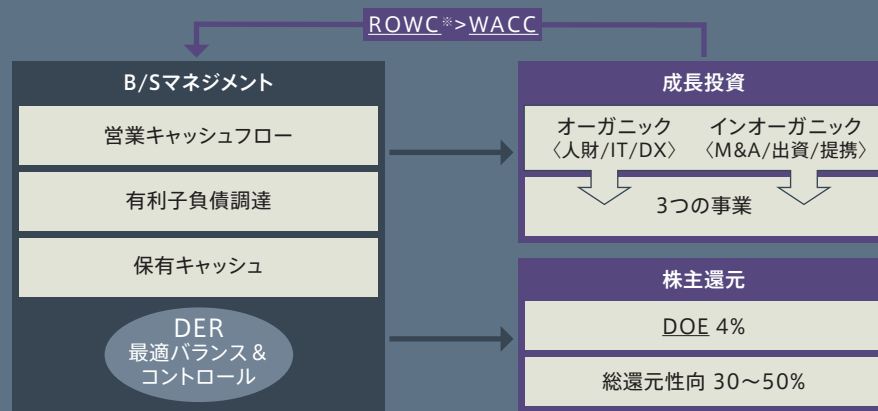 ROWC※>WACC
B/Sマネジメント
営業キャッシュフロー
有利子負債調達
保有キャッシュ
DER
最適バランス＆
コントロール
成長投資
オーガニック
〈人財/IT/DX〉
インオーガニック
〈M&A/出資/提携〉
3つの事業
株主還元
DOE 4%
総還元性向 30〜50%